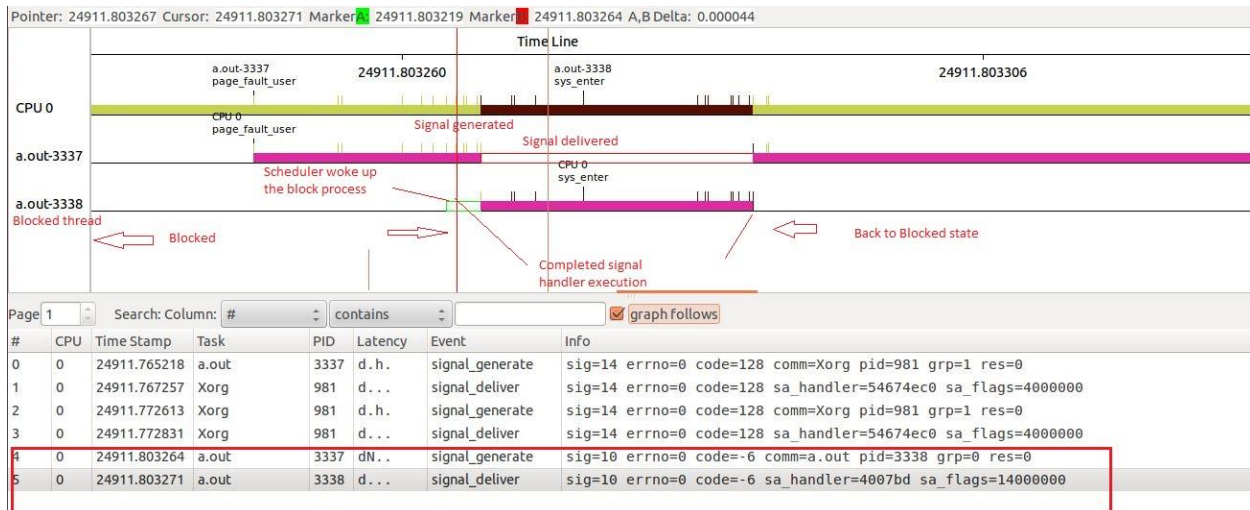 Pointer: 24911.803267 Cursor: 24911.803271 Marker A: 24911.803219 Marker B 24911.803264 A,B Delta: 0.000044
Time Line
a.out-3337
page_fault_user
24911.803260
a.out-3338
sys_enter
24911.803306
CPU 0
CPU 0
page_fault_user
Signal generated
Signal delivered
a.out-3337
Scheduler woke up
the block process
CPU 0
sys_enter
a.out-3338
Blocked thread
Blocked
Back to Blocked state
Completed signal
handler execution
Page 1 Search: Column: # contains graph follows
# CPU Time Stamp Task PID Latency Event Info
0 0 24911.765218 a.out 3337 d.h. signal_generate sig=14 errno=0 code=128 comm=Xorg pid=981 grp=1 res=0
1 0 24911.767257 Xorg 981 d... signal_deliver sig=14 errno=0 code=128 sa_handler=54674ec0 sa_flags=4000000
2 0 24911.772613 Xorg 981 d.h. signal_generate sig=14 errno=0 code=128 comm=Xorg pid=981 grp=1 res=0
3 0 24911.772831 Xorg 981 d... signal_deliver sig=14 errno=0 code=128 sa_handler=54674ec0 sa_flags=4000000
4 0 24911.803264 a.out 3337 dN.. signal_generate sig=10 errno=0 code=-6 comm=a.out pid=3338 grp=0 res=0
5 0 24911.803271 a.out 3338 d... signal_deliver sig=10 errno=0 code=-6 sa_handler=4007bd sa_flags=14000000